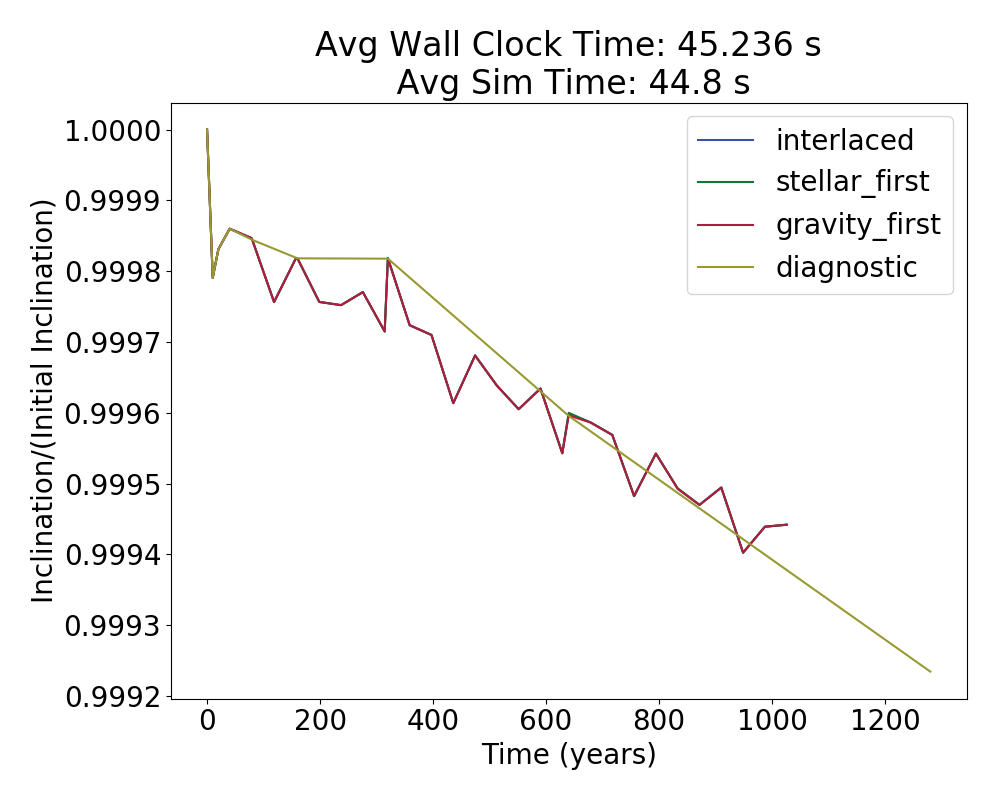 Avg Wall Clock Time: 45.236 s
Avg Sim Time: 44.8 s
interlaced
stellar_first
gravity_first
diagnostic
1.0000
0.9999
0.9998
0.9997
0.9996
0.9995
0.9994
0.9993
0.9992
Inclination/(Initial Inclination)
0 200 400 600 800 1000 1200
Time (years)